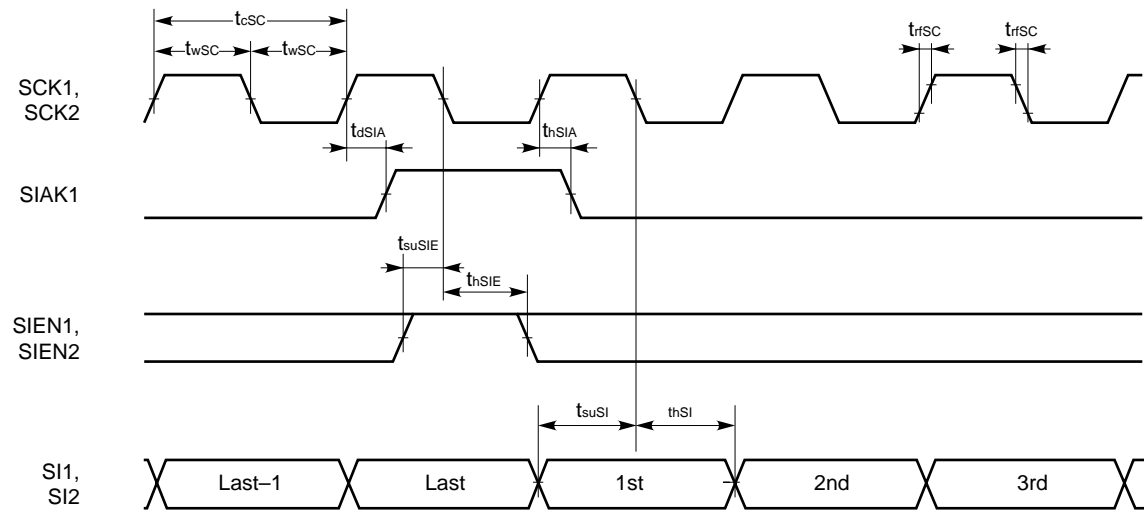 tcSC
twSC twSC trfSC trfSC
SCK1,
SCK2
tdSIA thSIA
SIAK1
tsuSIE
thSIE
SIEN1,
SIEN2
tsuSI thSI
SI1,
SI2
Last–1 Last 1st 2nd 3rd